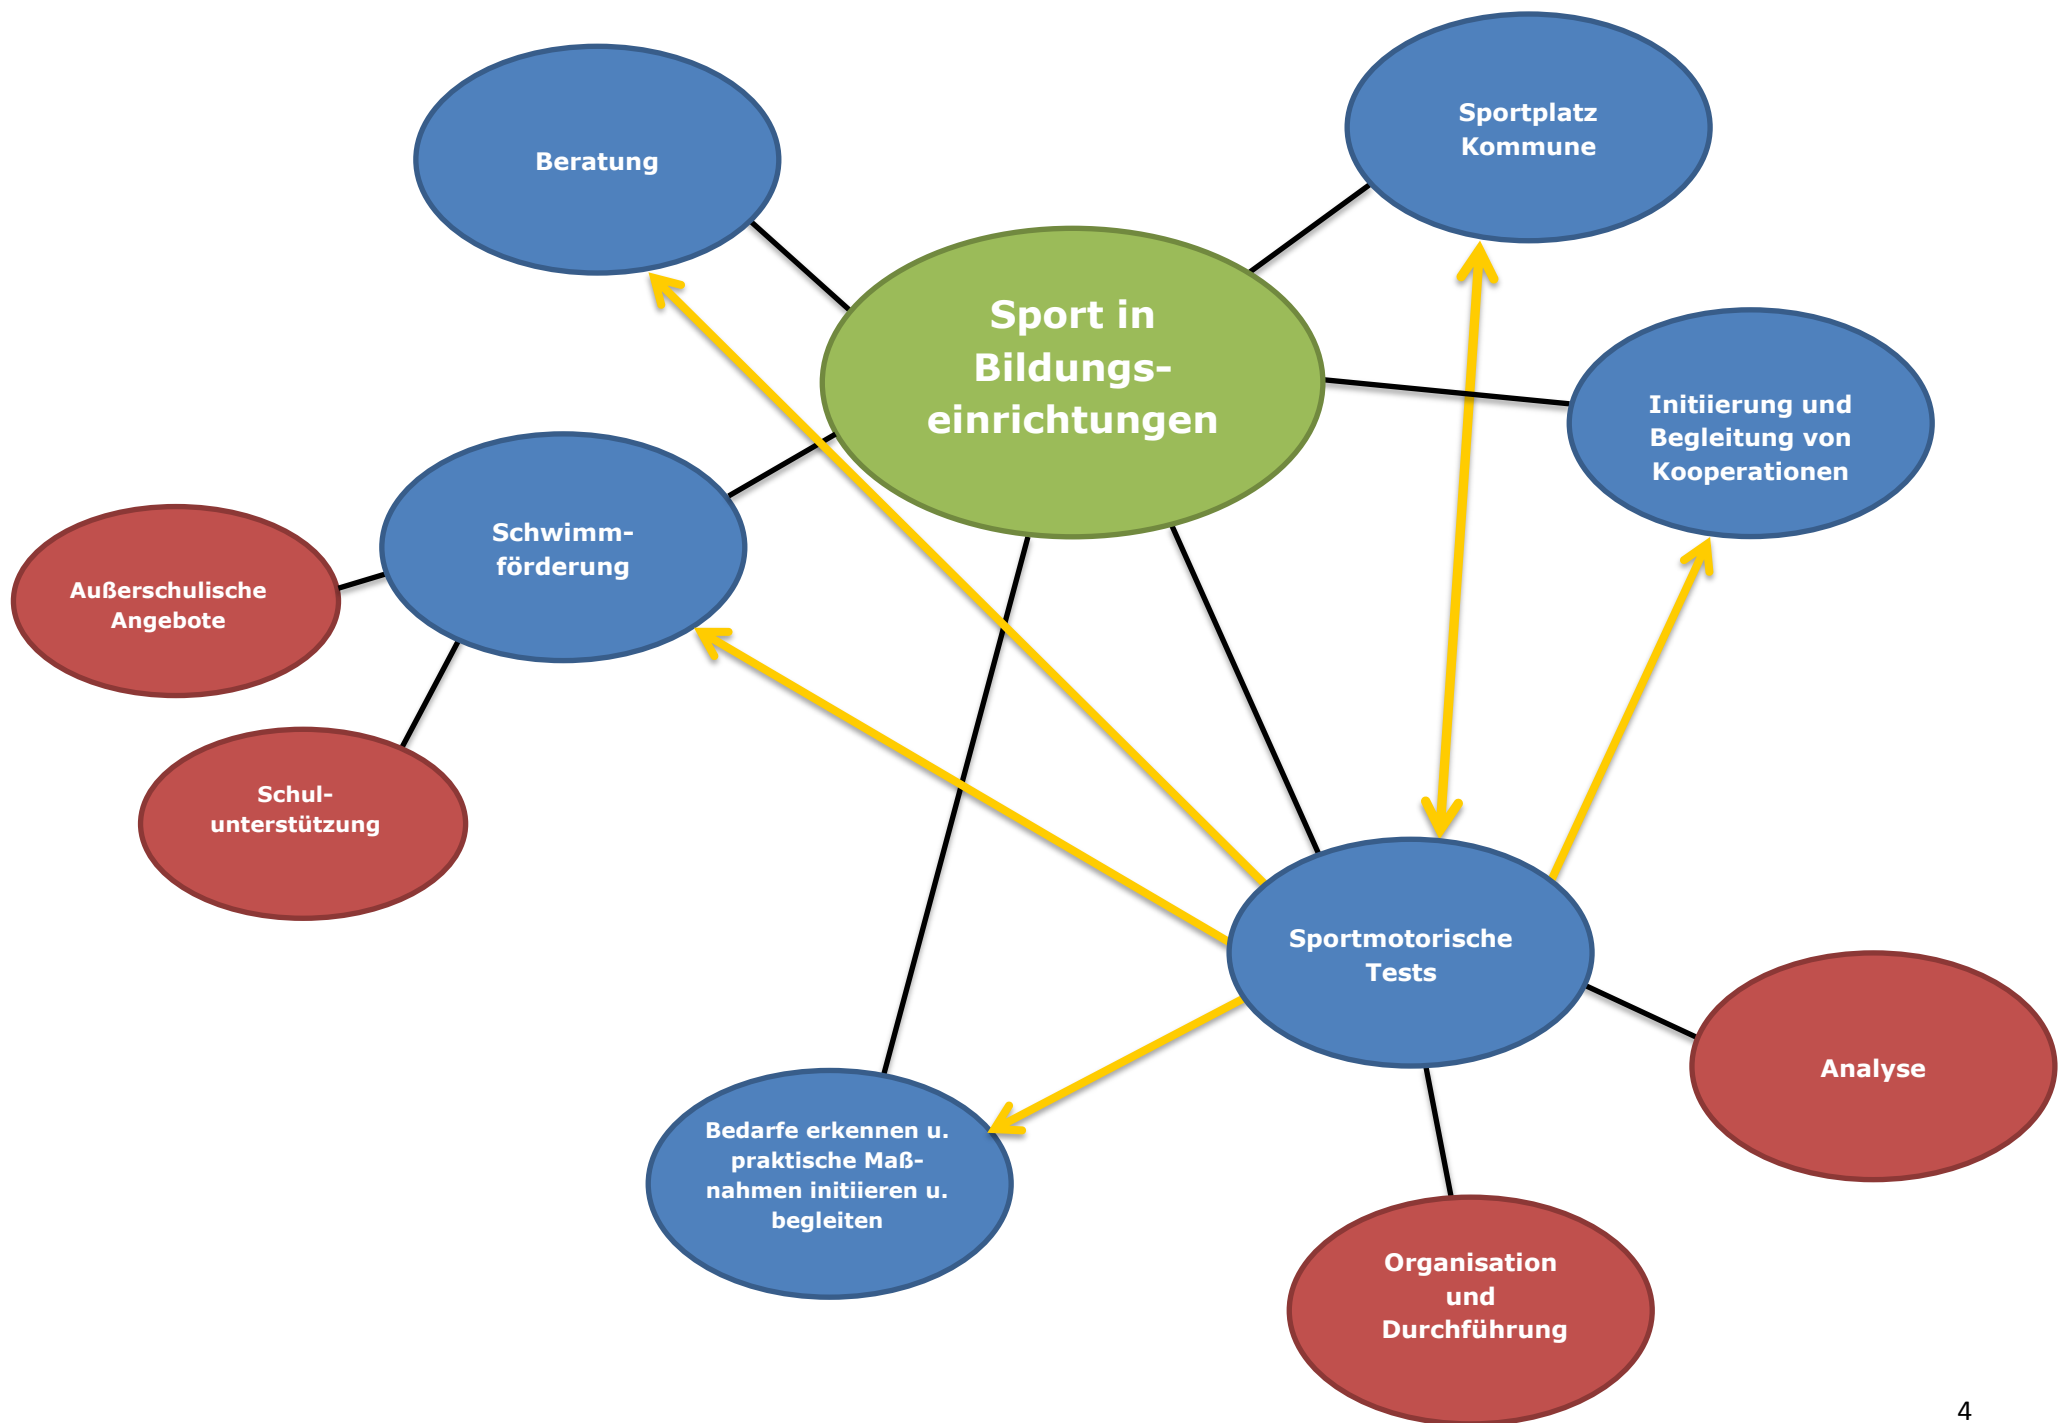 Sportplatz
Kommune
Beratung
Sport in
Bildungs-
einrichtungen
Initiierung und
Begleitung von
Kooperationen
Schwimm-
förderung
Außerschulische
Angebote
Schul-
unterstützung
Sportmotorische
Tests
Analyse
Bedarfe erkennen u.
praktische Maß-
nahmen initiieren u.
begleiten
Organisation
und
Durchführung
4